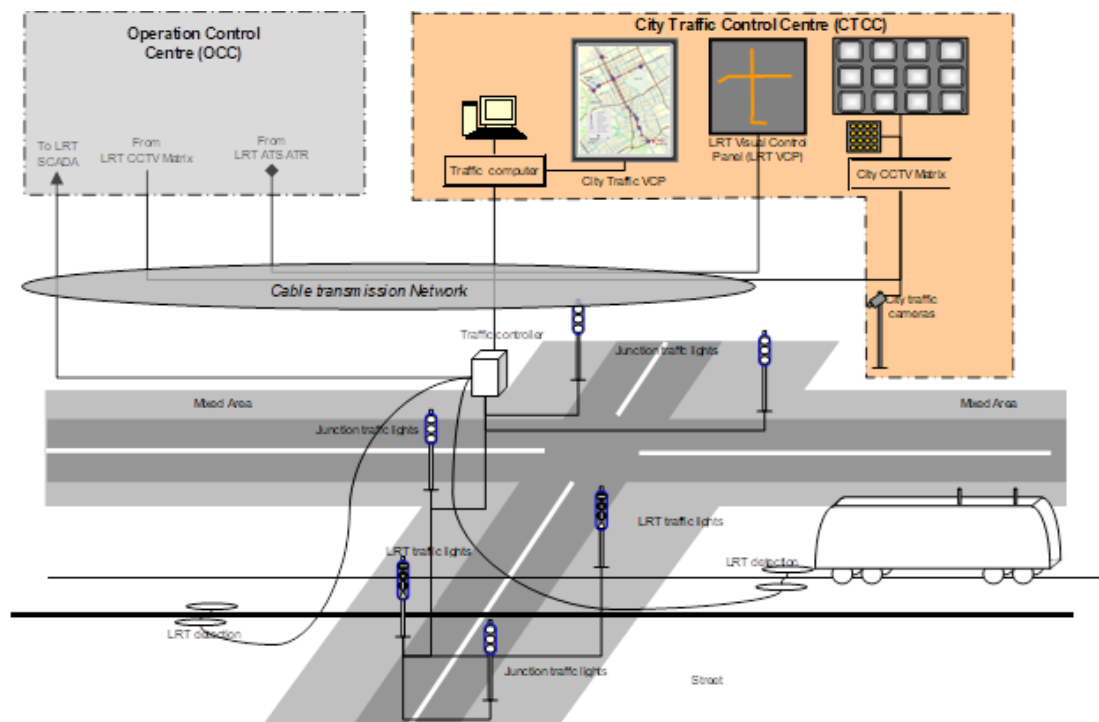 Operation Control
Centre (OCC)
City Traffic Control Centre (CTCC)
To LRT
SCADA
From
LRT CCTV Matrix
From
LRT ATS ATR
Traffic computer
City Traffic VCP
LRT Visual Control
Panel (LRT VCP)
City CCTV Matrix
Cable transmission Network
City traffic
cameras
Traffic controller
Junction traffic lights
Mixed Area
Mixed Area
Junction traffic lights
LRT traffic lights
LRT traffic lights
LRT detection
LRT detection
Junction traffic lights
Street